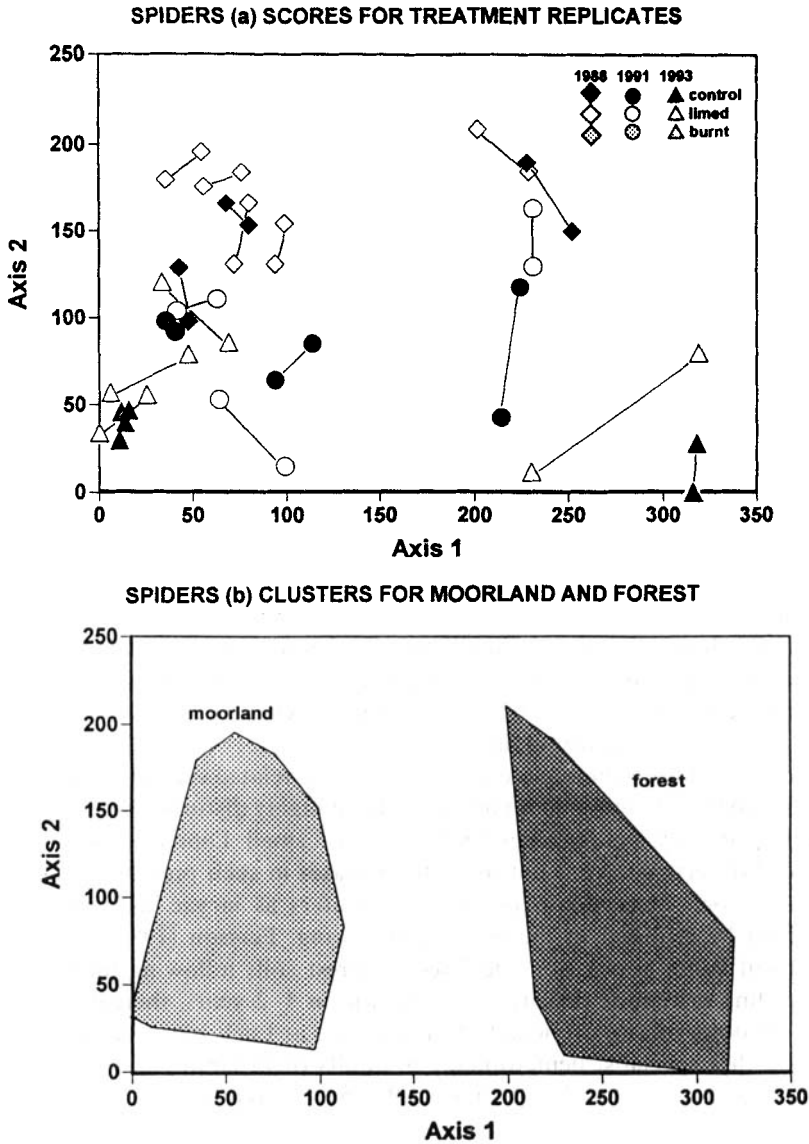 SPIDERS (a) SCORES FOR TREATMENT REPLICATES
250
200
150
100
50
0
Axis 2
1988 1991 1993
control
limed
burnt
0 50 100 150 200 250 300 350
Axis 1
SPIDERS (b) CLUSTERS FOR MOORLAND AND FOREST
250
200
150
100
50
0
Axis 2
moorland
forest
0 50 100 150 200 250 300 350
Axis 1